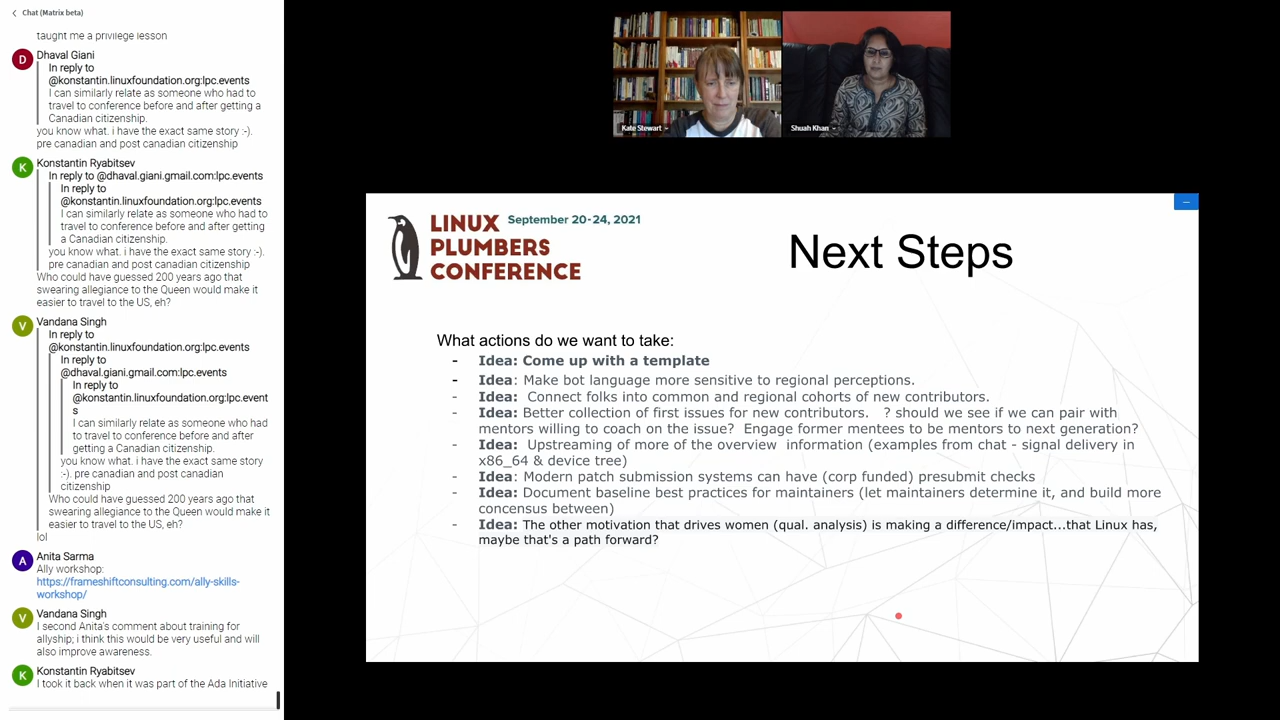 Chat (Matrix beta)
taught me a privilege lesson
D
Dhaval Giani
In reply to
@konstantin.linuxfoundation.org:lpc.events
I can similarly relate as someone who had to
travel to conference before and after getting a
Canadian citizenship.
you know what. i have the exact same story :-).
pre canadian and post canadian citizenship
K
Konstantin Ryabitsev
In reply to @dhaval.giani.gmail.com:lpc.events
In reply to
@konstantin.linuxfoundation.org:lpc.events
I can similarly relate as someone who had to
travel to conference before and after getting
a Canadian citizenship.
you know what. i have the exact same story :-).
pre canadian and post canadian citizenship
Who could have guessed 200 years ago that
swearing allegiance to the Queen would make it
easier to travel to the US, eh?
V
Vandana Singh
In reply to
@konstantin.linuxfoundation.org:lpc.events
In reply to
@dhaval.giani.gmail.com:lpc.events
In reply to
@konstantin.linuxfoundation.org:lpc.event
s
I can similarly relate as someone who had
to travel to conference before and after
getting a Canadian citizenship.
you know what. i have the exact same story
:-). pre canadian and post canadian
citizenship
Who could have guessed 200 years ago that
swearing allegiance to the Queen would make it
easier to travel to the US, eh?
lol
A
Anita Sarma
Ally workshop:
https://frameshiftconsulting.com/ally-skills-
workshop/
V
Vandana Singh
I second Anita's comment about training for
allyship; i think this would be very useful and will
also improve awareness.
K
Konstantin Ryabitsev
I took it back when it was part of the Ada Initiative
Kate Stewart
Shuah Khan
LINUX
PLUMBERS
CONFERENCE
September 20-24, 2021
Next Steps
What actions do we want to take:
- Idea: Come up with a template
- Idea: Make bot language more sensitive to regional perceptions.
- Idea: Connect folks into common and regional cohorts of new contributors.
- Idea: Better collection of first issues for new contributors. ? should we see if we can pair with
mentors willing to coach on the issue? Engage former mentees to be mentors to next generation?
- Idea: Upstreaming of more of the overview information (examples from chat - signal delivery in
x86_64 & device tree)
- Idea: Modern patch submission systems can have (corp funded) presubmit checks
- Idea: Document baseline best practices for maintainers (let maintainers determine it, and build more
concensus between)
- Idea: The other motivation that drives women (qual. analysis) is making a difference/impact...that Linux has,
maybe that's a path forward?